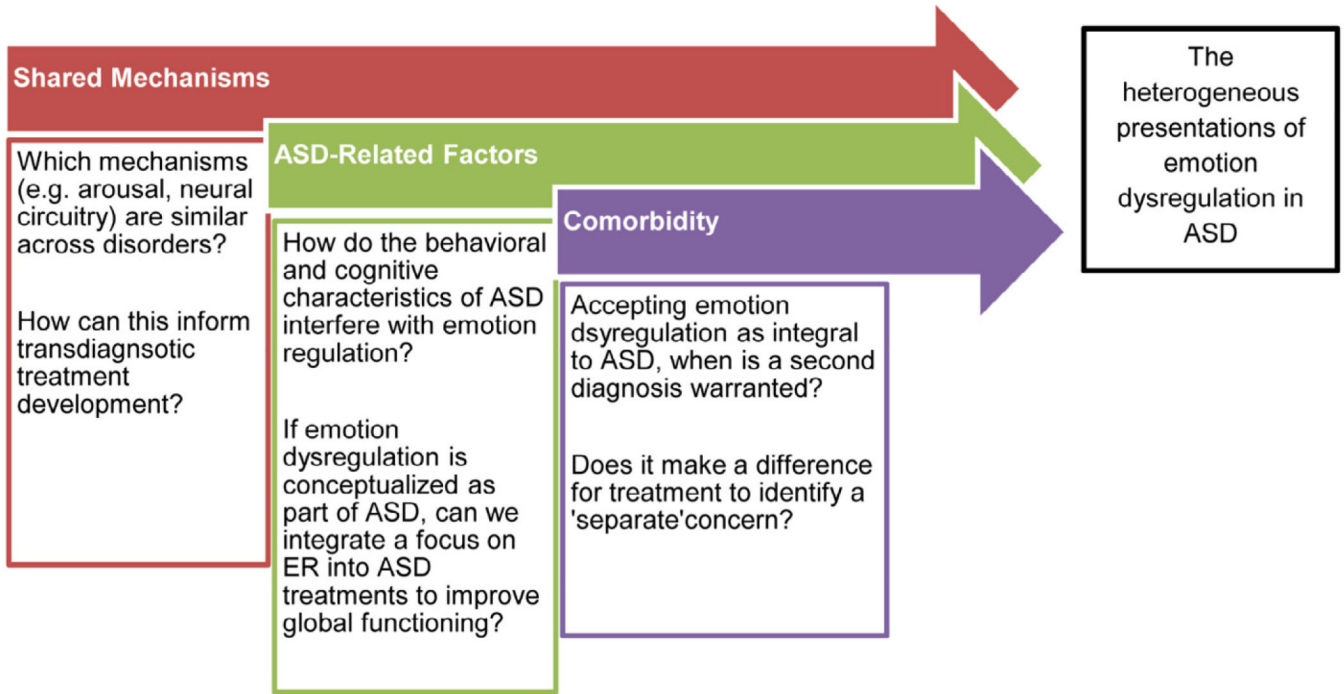 Shared Mechanisms
Which mechanisms
(e.g. arousal, neural
circuitry) are similar
across disorders?
How can this inform
transdiagnsotic
treatment
development?
ASD-Related Factors
How do the behavioral
and cognitive
characteristics of ASD
interfere with emotion
regulation?
If emotion
dysregulation is
conceptualized as
part of ASD, can we
integrate a focus on
ER into ASD
treatments to improve
global functioning?
Comorbidity
Accepting emotion
dsyregulation as integral
to ASD, when is a second
diagnosis warranted?
Does it make a difference
for treatment to identify a
'separate'concern?
The
heterogeneous
presentations of
emotion
dysregulation in
ASD